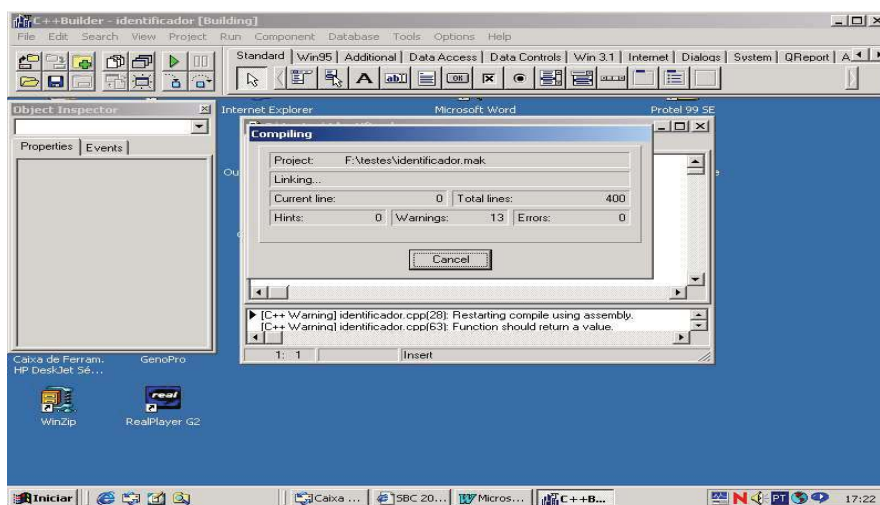 C++Builder - identificador [Building]
File Edit Search View Project Run Component Database Tools Options Help
Standard Win95 Additional Data Access Data Controls Win 3.1 Internet Dialogs System QReport A
Object Inspector
Properties Events
Internet Explorer Microsoft Word Protel 99 SE
Compiling
Project: F:\testes\identificador.mak
Linking...
Current line: 0 Total lines: 400
Hints: 0 Warnings: 13 Errors: 0
Cancel
[C++ Warning] identificador.cpp(28): Restarting compile using assembly.
[C++ Warning] identificador.cpp(63): Function should return a value.
1: 1 Insert
Caixa de Ferram. GenoPro
HP DeskJet Sé...
WinZip RealPlayer G2
Iniciar Caixa ... SBC 20... Micros... C++B... PT 17:22